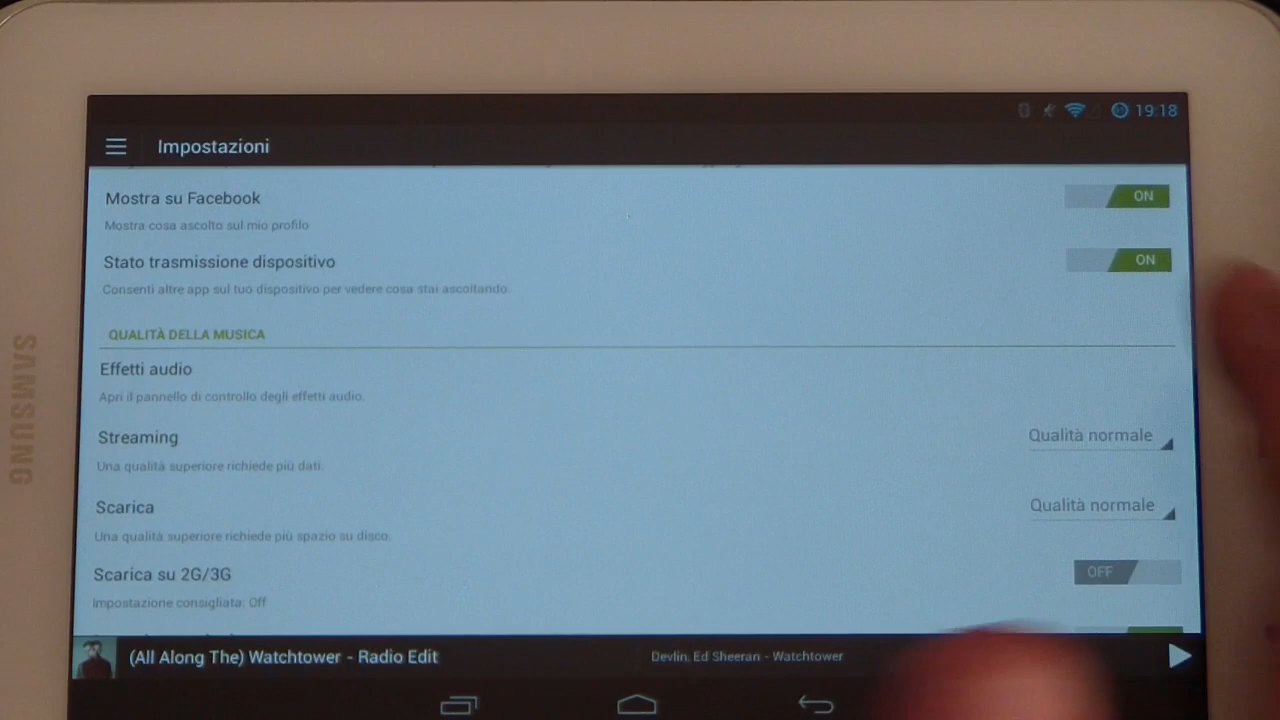 19:18
Impostazioni
Mostra su Facebook
ON
Mostra cosa ascolto sul mio profilo
Stato trasmissione dispositivo
ON
Consenti altre app sul tuo dispositivo per vedere cosa stai ascoltando.
QUALITÀ DELLA MUSICA
Effetti audio
Apri il pannello di controllo degli effetti audio.
Streaming
Qualità normale
Una qualità superiore richiede più dati.
Scarica
Qualità normale
Una qualità superiore richiede più spazio su disco.
Scarica su 2G/3G
OFF
Impostazione consigliata: Off
(All Along The) Watchtower - Radio Edit
Devlin, Ed Sheeran - Watchtower
SAMSUNG